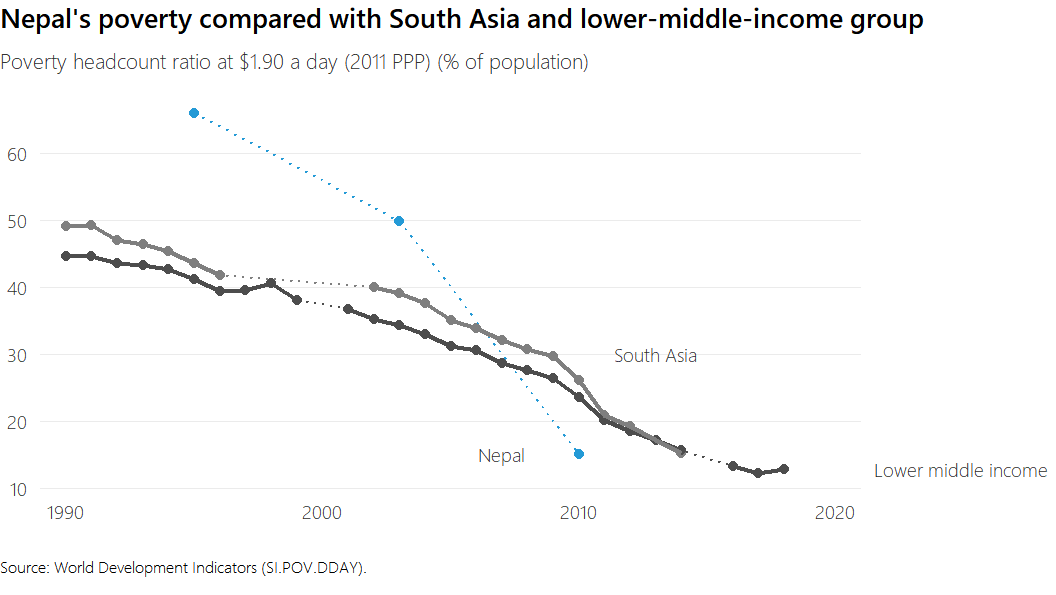 Nepal's poverty compared with South Asia and lower-middle-income group
Poverty headcount ratio at $1.90 a day (2011 PPP) (% of population)
60
50
40
30
20
10
South Asia
Nepal
Lower middle income
1990
2000
2010
2020
Source: World Development Indicators (SI.POV.DDAY).